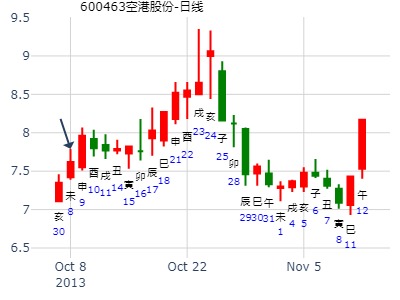 600463空港股份-日线
9.5
9
8.5
8
7.5
7
6.5
亥
30
未
8
申
9
酉
10
戌
11
丑
14
寅
15
卯
16
辰
17
巳
18
申
21
酉
22
戌
23
亥
24
子
25
卯
28
辰
29
巳
30
午
31
未
1
戌
4
亥
5
子
6
丑
7
寅
8
巳
11
午
12
Oct 8
2013
Oct 22
Nov 5